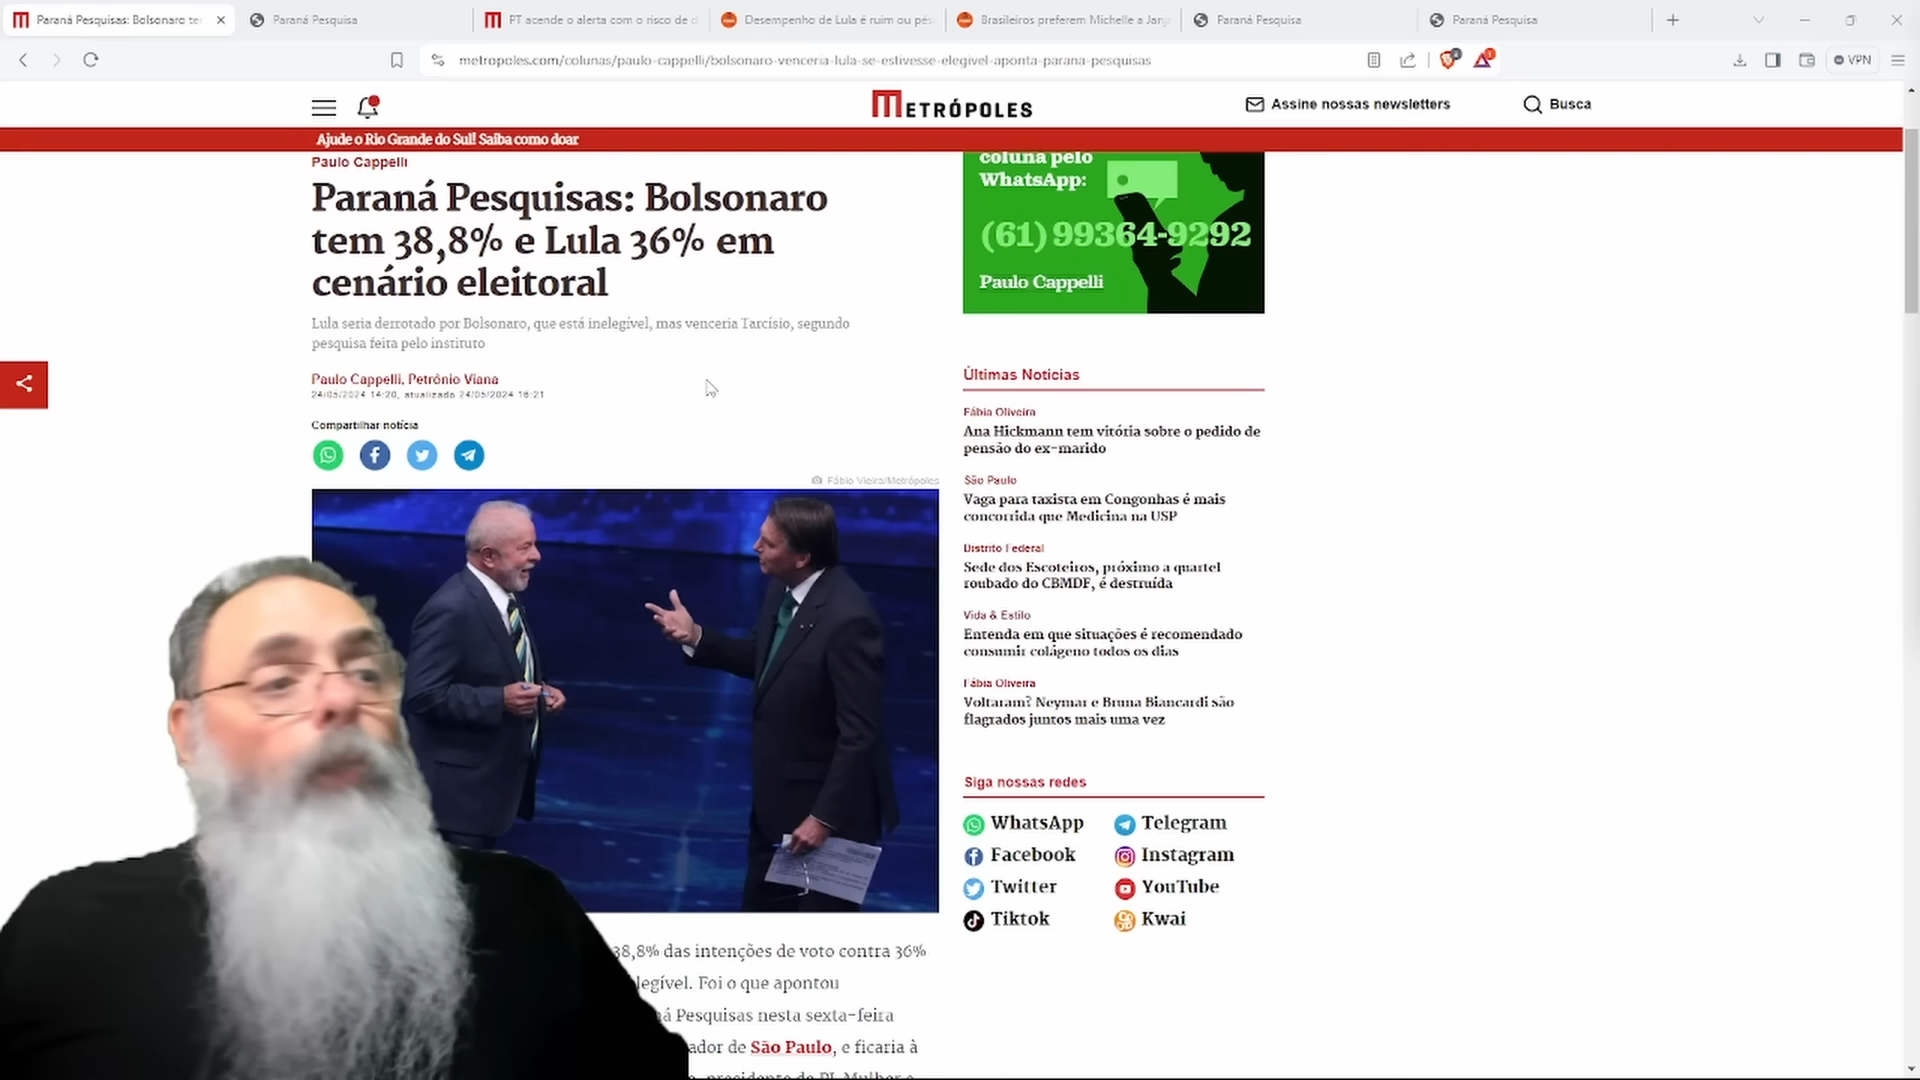 Paraná Pesquisas: Bolsonaro ter
Paraná Pesquisa
PT acende o alerta com o risco de d
Desempenho de Lula é ruim ou pés
Brasileiros preferem Michelle a Janja
Paraná Pesquisa
Paraná Pesquisa
metropoles.com/colunas/paulo-cappelli/bolsonaro-venceria-lula-se-estivesse-elegivel-aponta-parana-pesquisas
VPN
METRÓPOLES
Assine nossas newsletters
Busca
Ajude o Rio Grande do Sul! Saiba como doar
Paulo Cappelli
Paraná Pesquisas: Bolsonaro
tem 38,8% e Lula 36% em
cenário eleitoral
Lula seria derrotado por Bolsonaro, que está inelegível, mas venceria Tarcísio, segundo
pesquisa feita pelo instituto
Paulo Cappelli, Petrônio Viana
24/05/2024 14:20, atualizado 24/05/2024 16:21
Compartilhar notícia
Fábio Vieira/Metrópoles
38,8% das intenções de voto contra 36%
legível. Foi o que apontou
á Pesquisas nesta sexta-feira
ador de São Paulo, e ficaria à
presidente do PL Mulher e
coluna pelo
WhatsApp:
(61) 99364-9292
Paulo Cappelli
Últimas Notícias
Fábia Oliveira
Ana Hickmann tem vitória sobre o pedido de
pensão do ex-marido
São Paulo
Vaga para taxista em Congonhas é mais
concorrida que Medicina na USP
Distrito Federal
Sede dos Escoteiros, próximo a quartel
roubado do CBMDF, é destruída
Vida & Estilo
Entenda em que situações é recomendado
consumir colágeno todos os dias
Fábia Oliveira
Voltaram? Neymar e Bruna Biancardi são
flagrados juntos mais uma vez
Siga nossas redes
WhatsApp
Telegram
Facebook
Instagram
Twitter
YouTube
Tiktok
Kwai